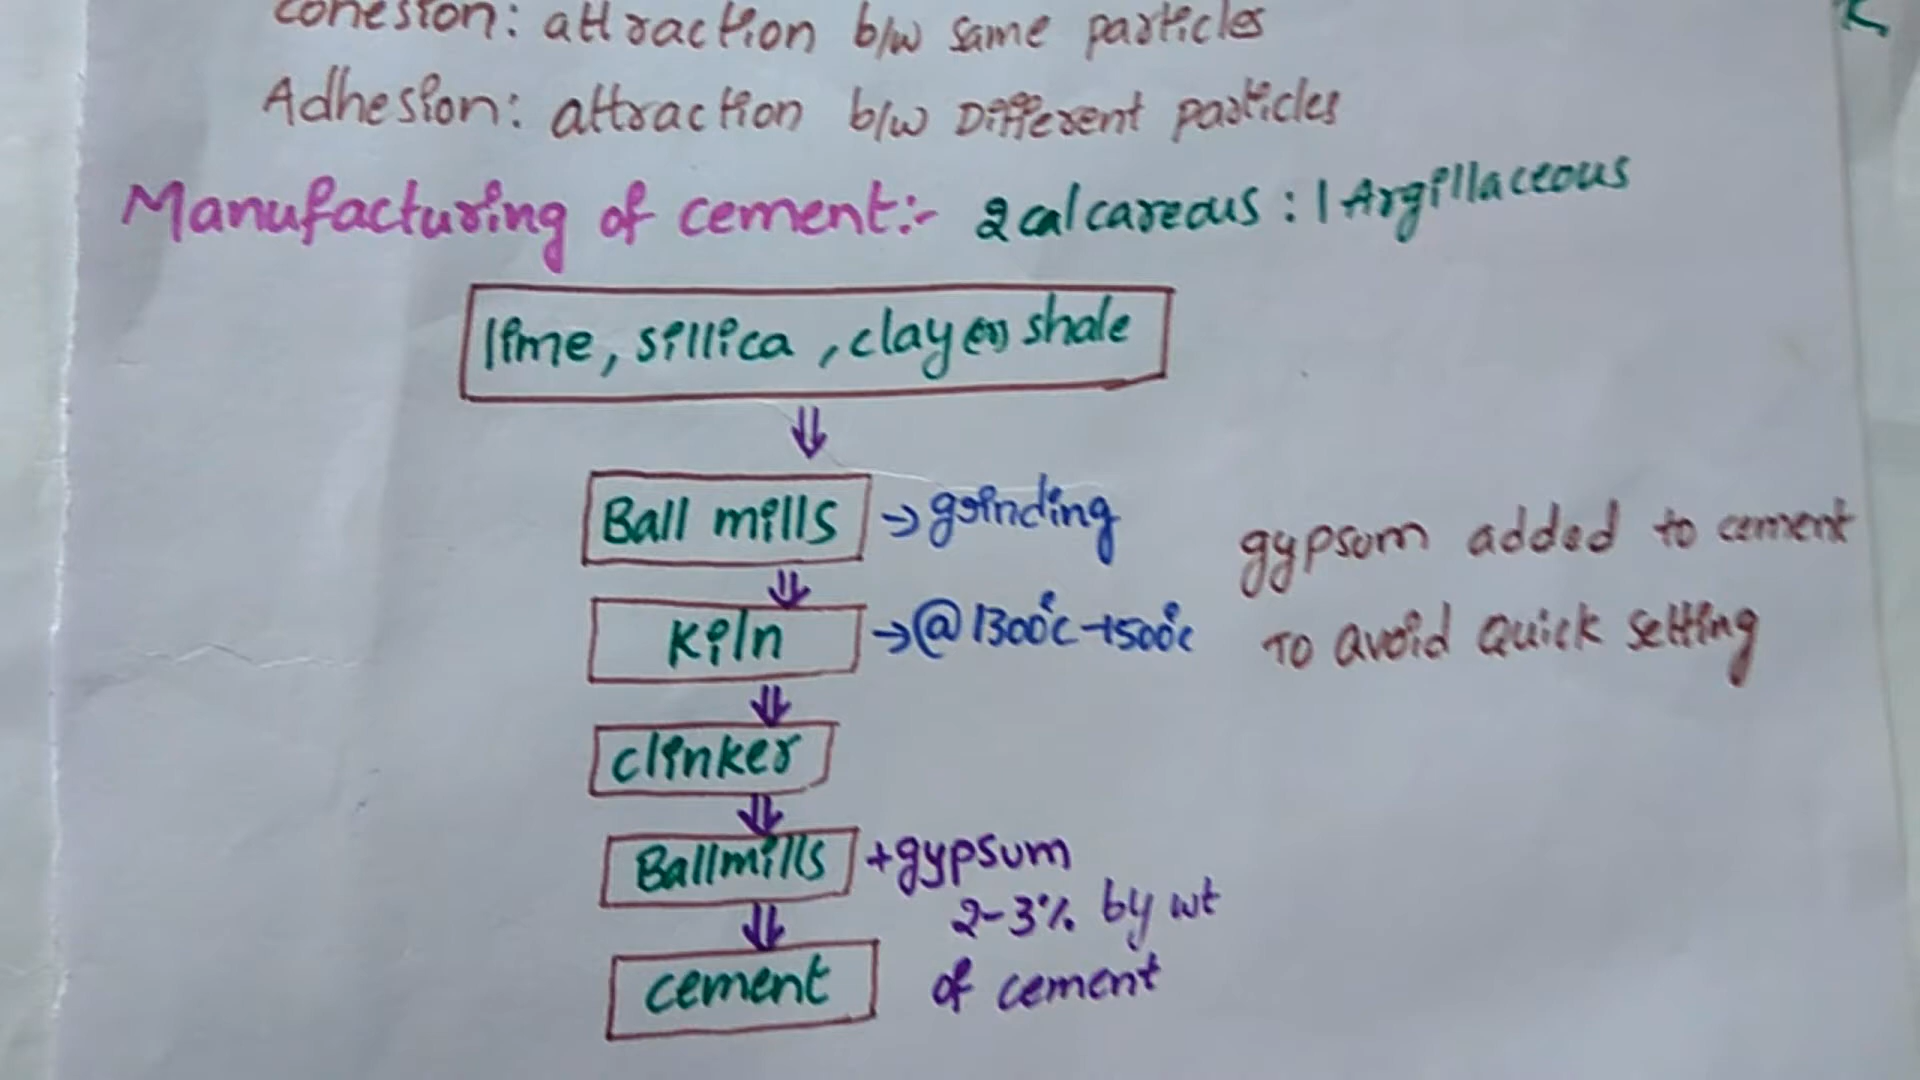 Cohesion: attraction b/w same particles
Adhesion: attraction b/w Different particles
Manufacturing of cement:- 2 calcareous : 1 Argillaceous
lime, sillica, clay (or) shale
Ball mills → grinding
gypsum added to cement
Kiln → @ 1300°c-1500°c
To avoid Quick setting
clinker
Ballmills + gypsum
2-3% by wt
cement
of cement